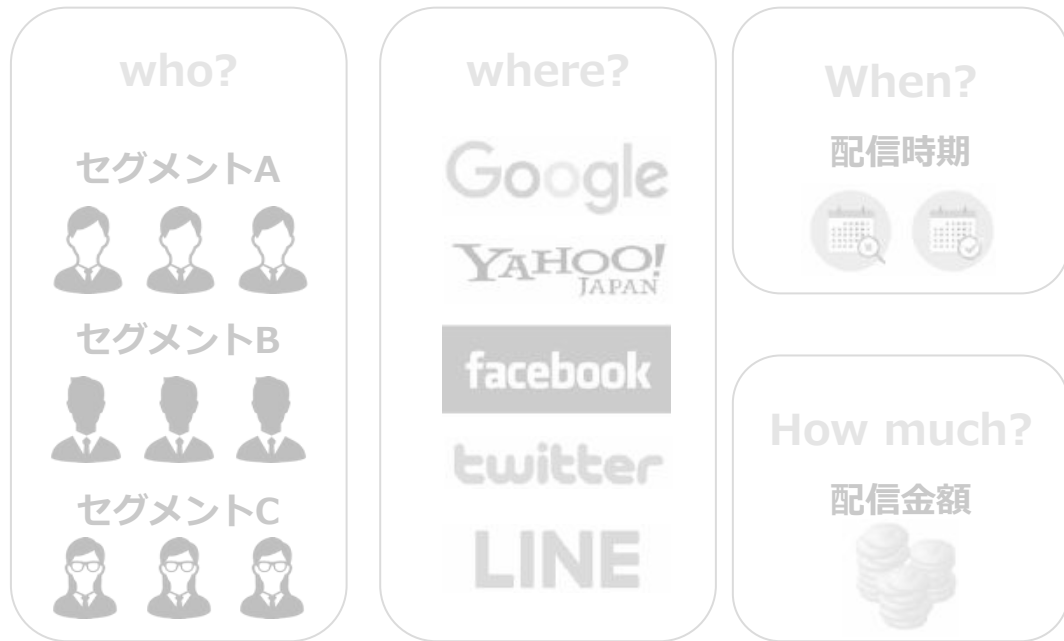 who?
セグメントA
セグメントB
セグメントC
where?
Google
YAHOO!
JAPAN
facebook
twitter
LINE
When?
配信時期
How much?
配信金額